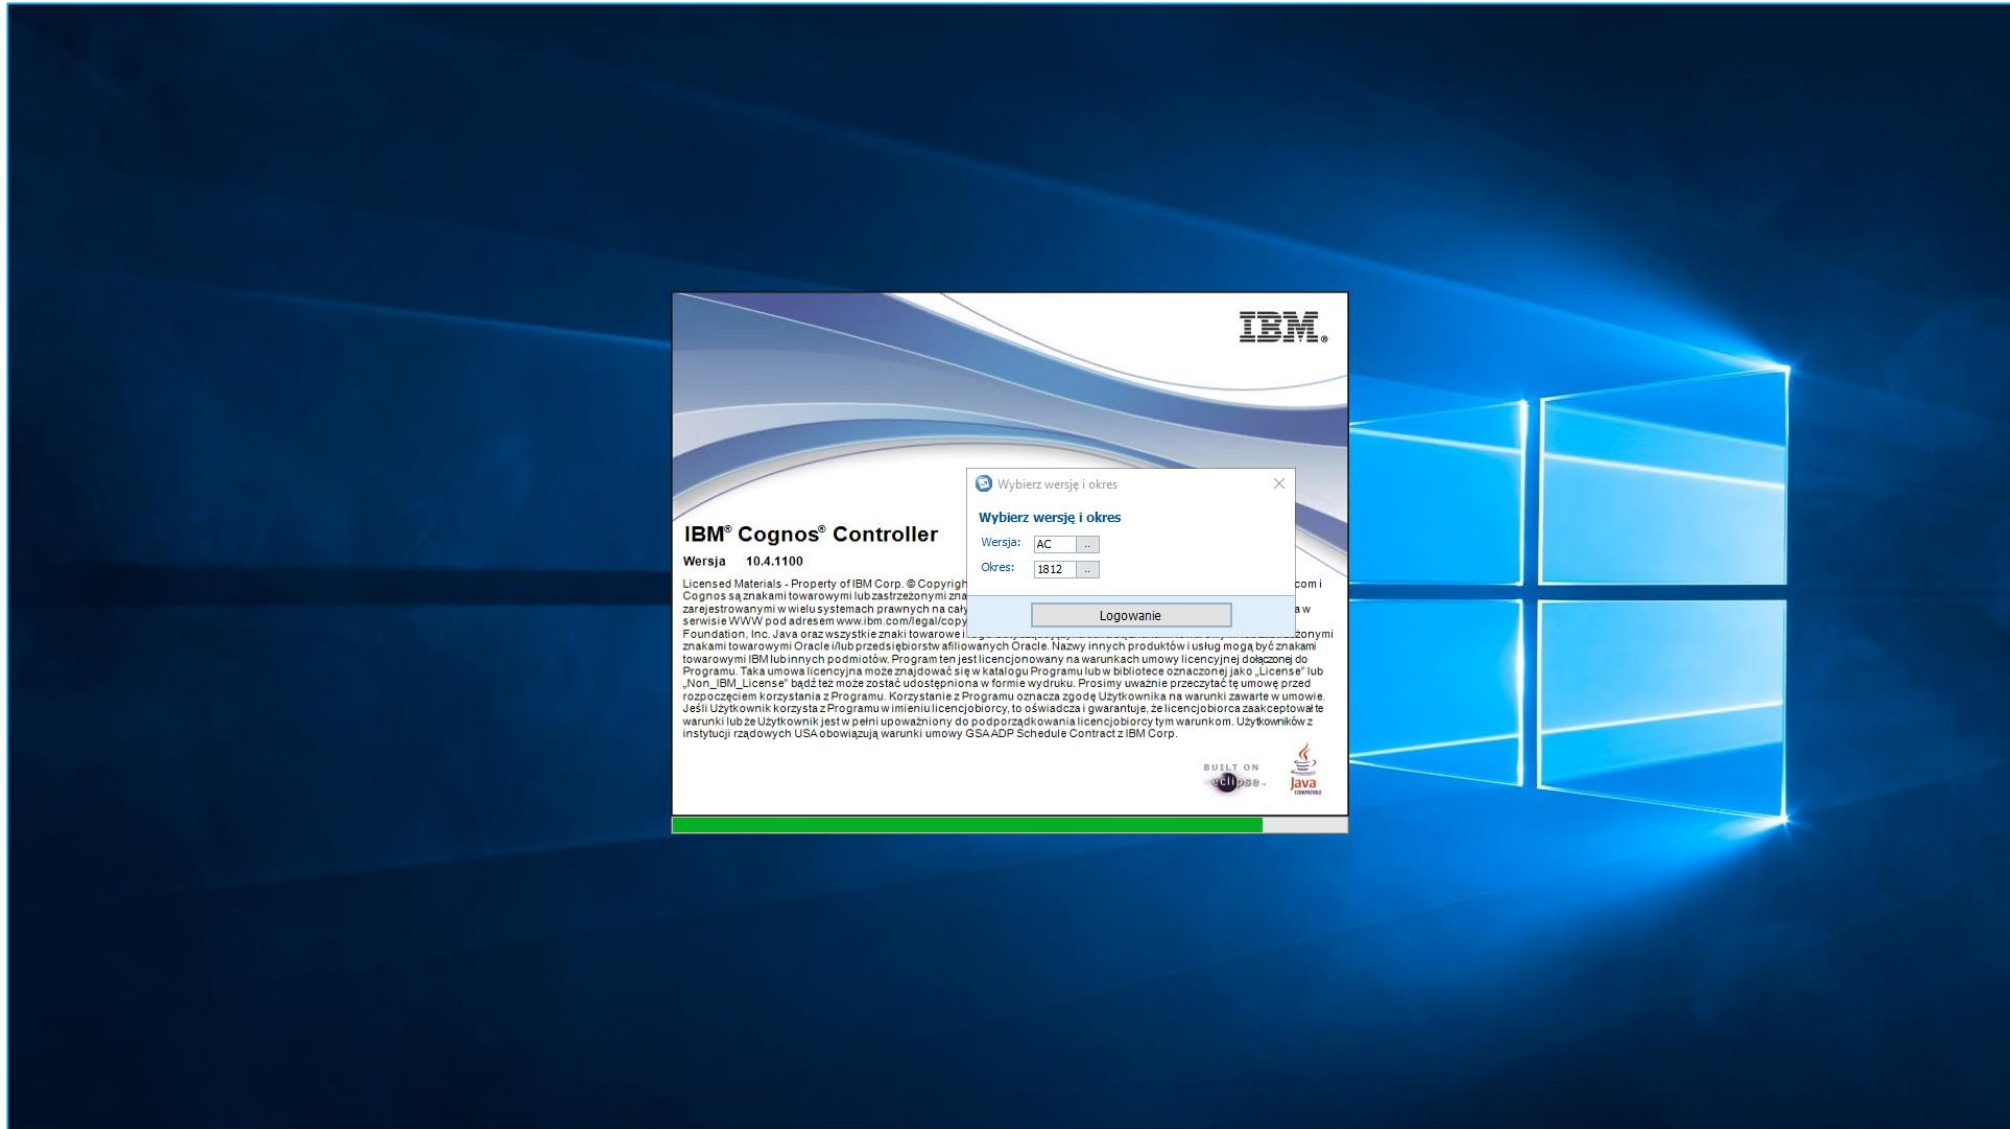 IBM®
Wybierz wersję i okres
Wybierz wersję i okres
Wersja: AC ..
Okres: 1812 ..
Logowanie
IBM® Cognos® Controller
Wersja 10.4.1100
Licensed Materials - Property of IBM Corp. © Copyrigh com i
Cognos są znakami towarowymi lub zastrzeżonymi zna
zarejestrowanymi w wielu systemach prawnych na cały a w
serwisie WWW pod adresem www.ibm.com/legal/copy
Foundation, Inc. Java oraz wszystkie znaki towarowe i zonymi
znakami towarowymi Oracle i/lub przedsiębiorstw afiliowanych Oracle. Nazwy innych produktów i usług mogą być znakami
towarowymi IBM lub innych podmiotów. Program ten jest licencjonowany na warunkach umowy licencyjnej dołączonej do
Programu. Taka umowa licencyjna może znajdować się w katalogu Programu lub w bibliotece oznaczonej jako „License" lub
„Non_IBM_License" bądź też może zostać udostępniona w formie wydruku. Prosimy uważnie przeczytać tę umowę przed
rozpoczęciem korzystania z Programu. Korzystanie z Programu oznacza zgodę Użytkownika na warunki zawarte w umowie.
Jeśli Użytkownik korzysta z Programu w imieniu licencjobiorcy, to oświadcza i gwarantuje, że licencjobiorca zaakceptował te
warunki lub że Użytkownik jest w pełni upoważniony do podporządkowania licencjobiorcy tym warunkom. Użytkowników z
instytucji rządowych USA obowiązują warunki umowy GSA ADP Schedule Contract z IBM Corp.
BUILT ON
eclipse™
Java
COMPATIBLE